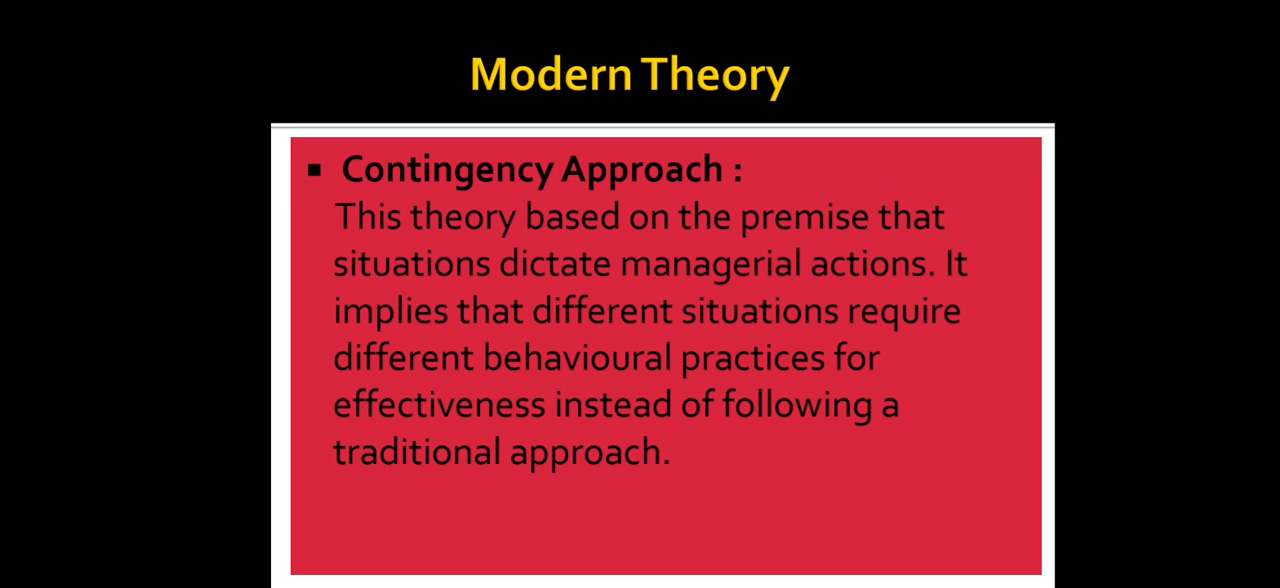 Modern Theory
▪ Contingency Approach :
This theory based on the premise that
situations dictate managerial actions. It
implies that different situations require
different behavioural practices for
effectiveness instead of following a
traditional approach.